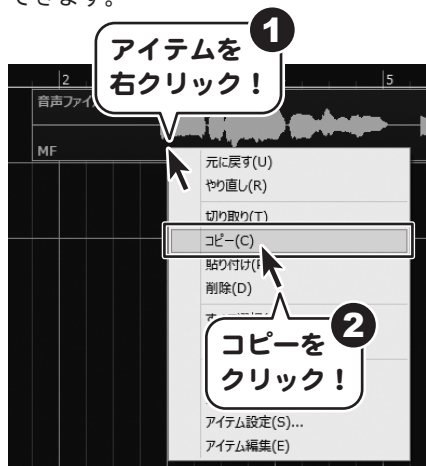 できます。
1
アイテムを
右クリック！
2
5
音声ファイ
MF
元に戻す(U)
やり直し(R)
切り取り(T)
コピー(C)
貼り付け(P
削除(D)
2
コピーを
クリック！
アイテム設定(S)...
アイテム編集(E)